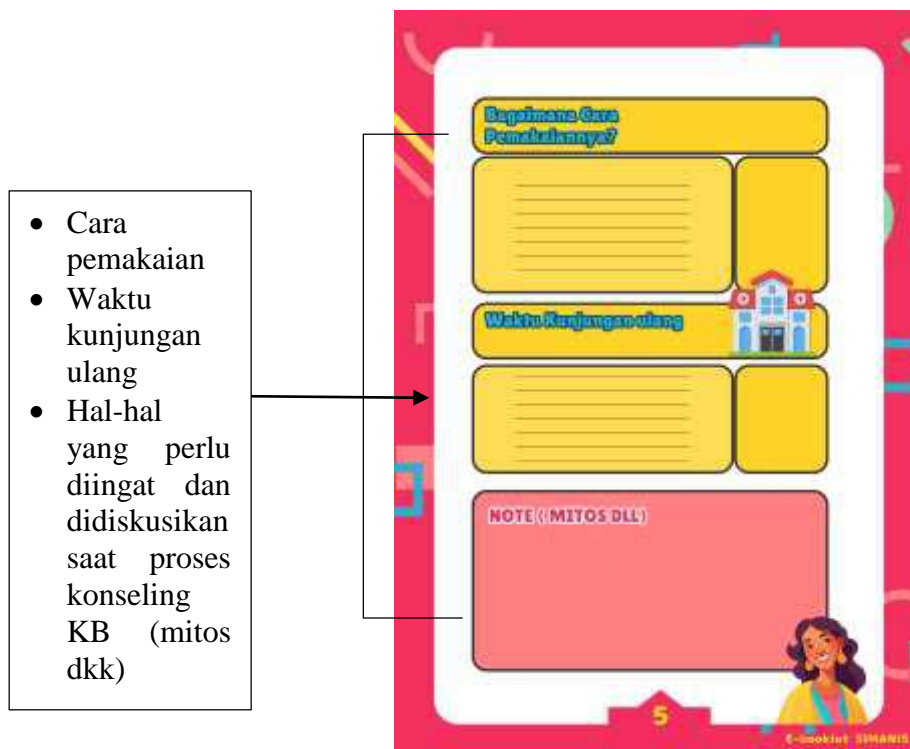 • Cara
pemakaian
• Waktu
kunjungan
ulang
• Hal-hal
yang perlu
diingat dan
didiskusikan
saat proses
konseling
KB (mitos
dkk)
Bagaimana Cara
Pemakaiannya?
Waktu Kunjungan ulang
NOTE ( MITOS DLL)
5
E-booklet SIMANIS